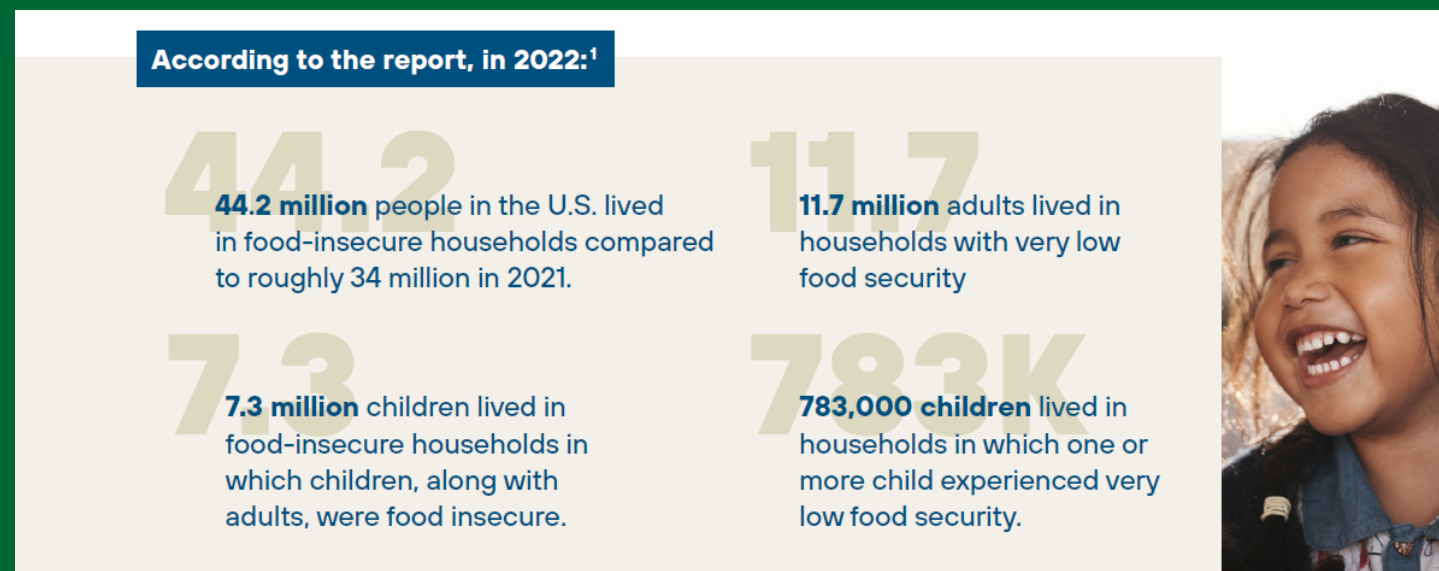 According to the report, in 2022:¹
44.2
44.2 million people in the U.S. lived
in food-insecure households compared
to roughly 34 million in 2021.
11.7
11.7 million adults lived in
households with very low
food security
7.3
7.3 million children lived in
food-insecure households in
which children, along with
adults, were food insecure.
783K
783,000 children lived in
households in which one or
more child experienced very
low food security.